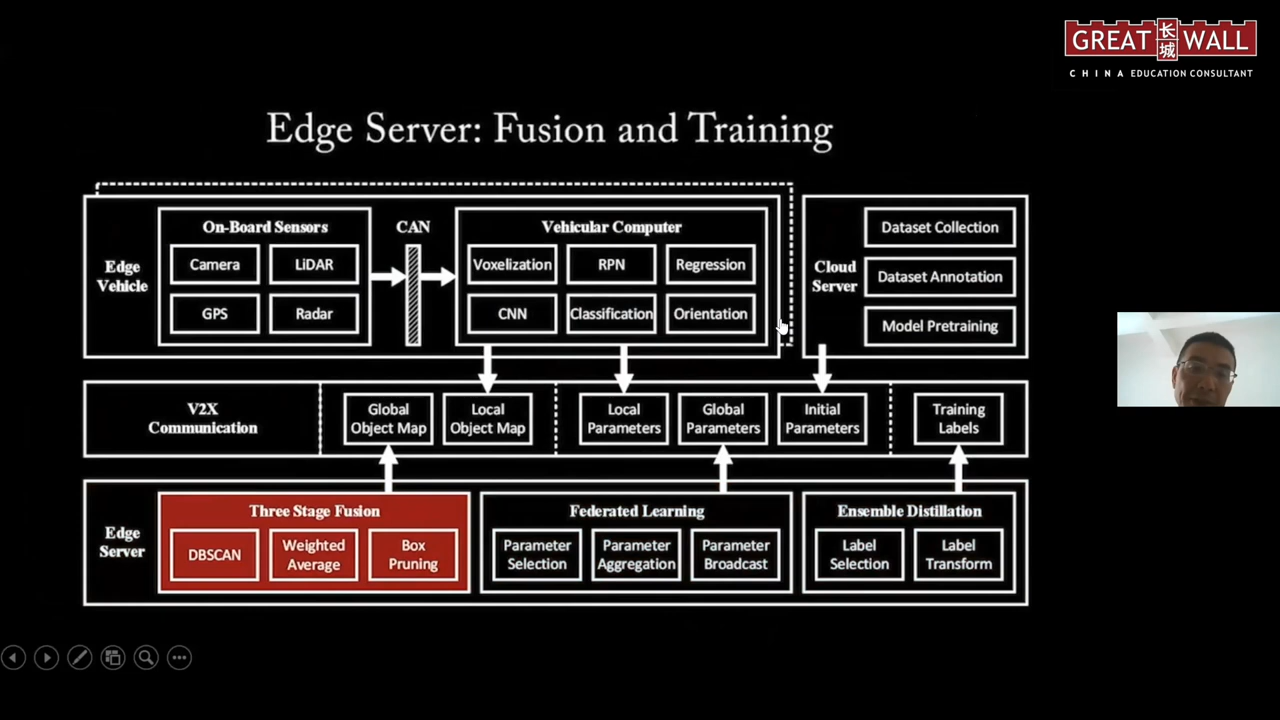 GREAT 长城 WALL
CHINA EDUCATION CONSULTANT
Edge Server: Fusion and Training
Edge
Vehicle
On-Board Sensors
Camera
LiDAR
GPS
Radar
CAN
Vehicular Computer
Voxelization
RPN
Regression
CNN
Classification
Orientation
Cloud
Server
Dataset Collection
Dataset Annotation
Model Pretraining
V2X
Communication
Global
Object Map
Local
Object Map
Local
Parameters
Global
Parameters
Initial
Parameters
Training
Labels
Edge
Server
Three Stage Fusion
DBSCAN
Weighted
Average
Box
Pruning
Federated Learning
Parameter
Selection
Parameter
Aggregation
Parameter
Broadcast
Ensemble Distillation
Label
Selection
Label
Transform